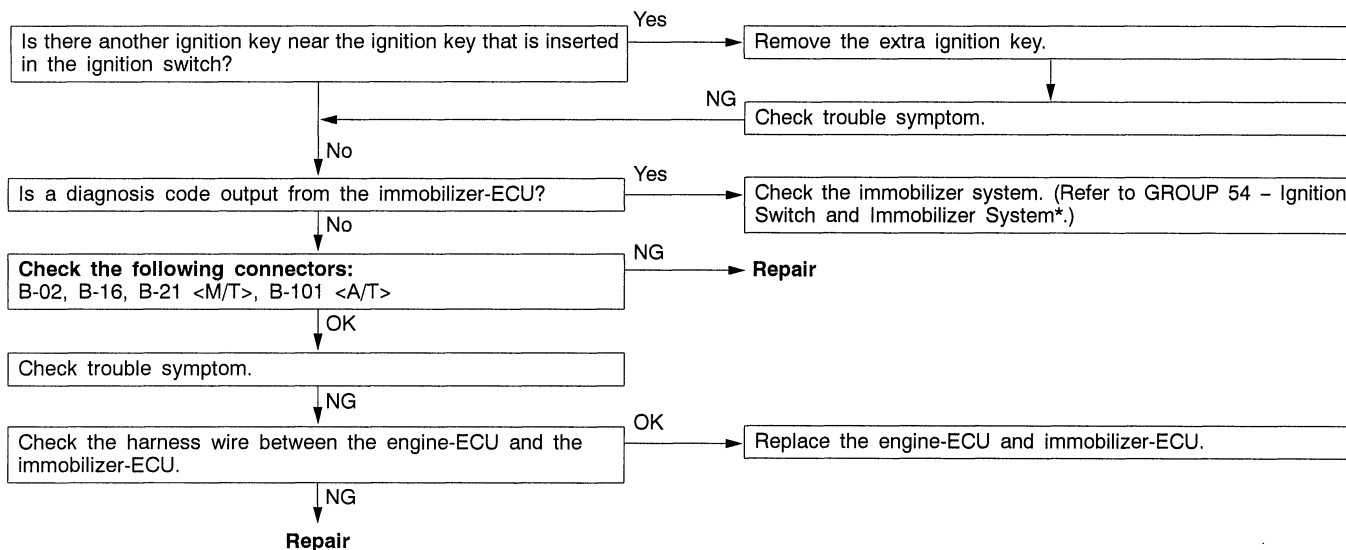 Is there another ignition key near the ignition key that is inserted
in the ignition switch?
Yes
Remove the extra ignition key.
NG
Check trouble symptom.
No
Is a diagnosis code output from the immobilizer-ECU?
Yes
Check the immobilizer system. (Refer to GROUP 54 – Ignition
Switch and Immobilizer System*.)
No
Check the following connectors:
B-02, B-16, B-21 <M/T>, B-101 <A/T>
NG
Repair
OK
Check trouble symptom.
NG
Check the harness wire between the engine-ECU and the
immobilizer-ECU.
OK
Replace the engine-ECU and immobilizer-ECU.
NG
Repair